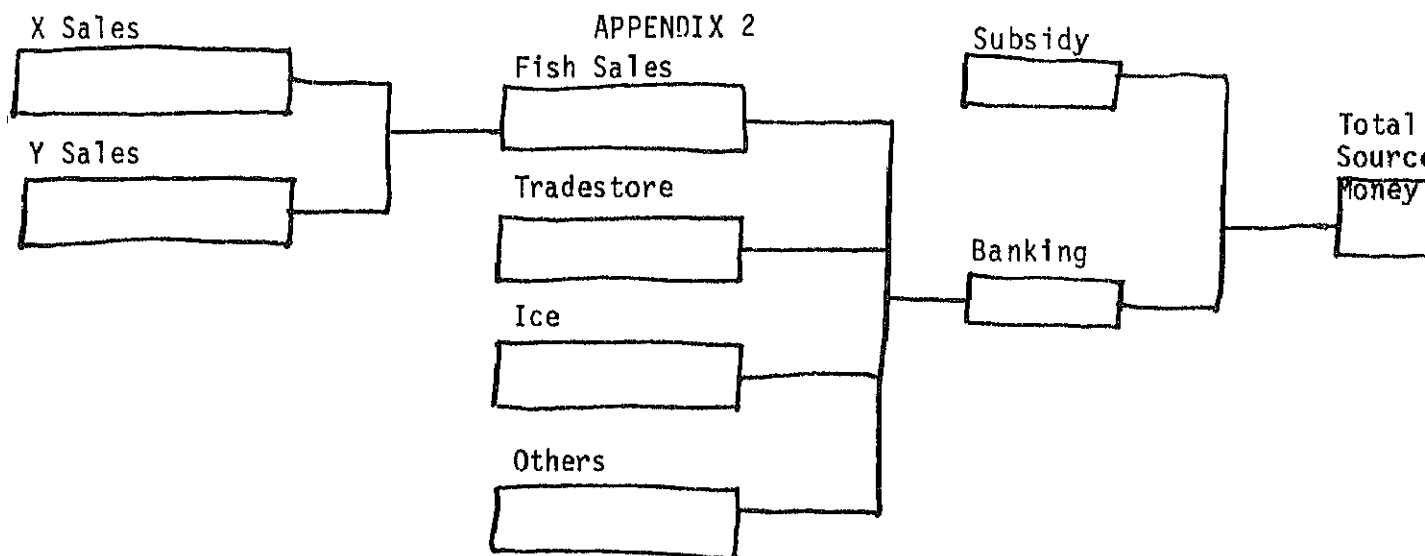 APPENDIX 2
X Sales
Y Sales
Fish Sales
Tradestore
Ice
Others
Subsidy
Banking
Total
Source
Money